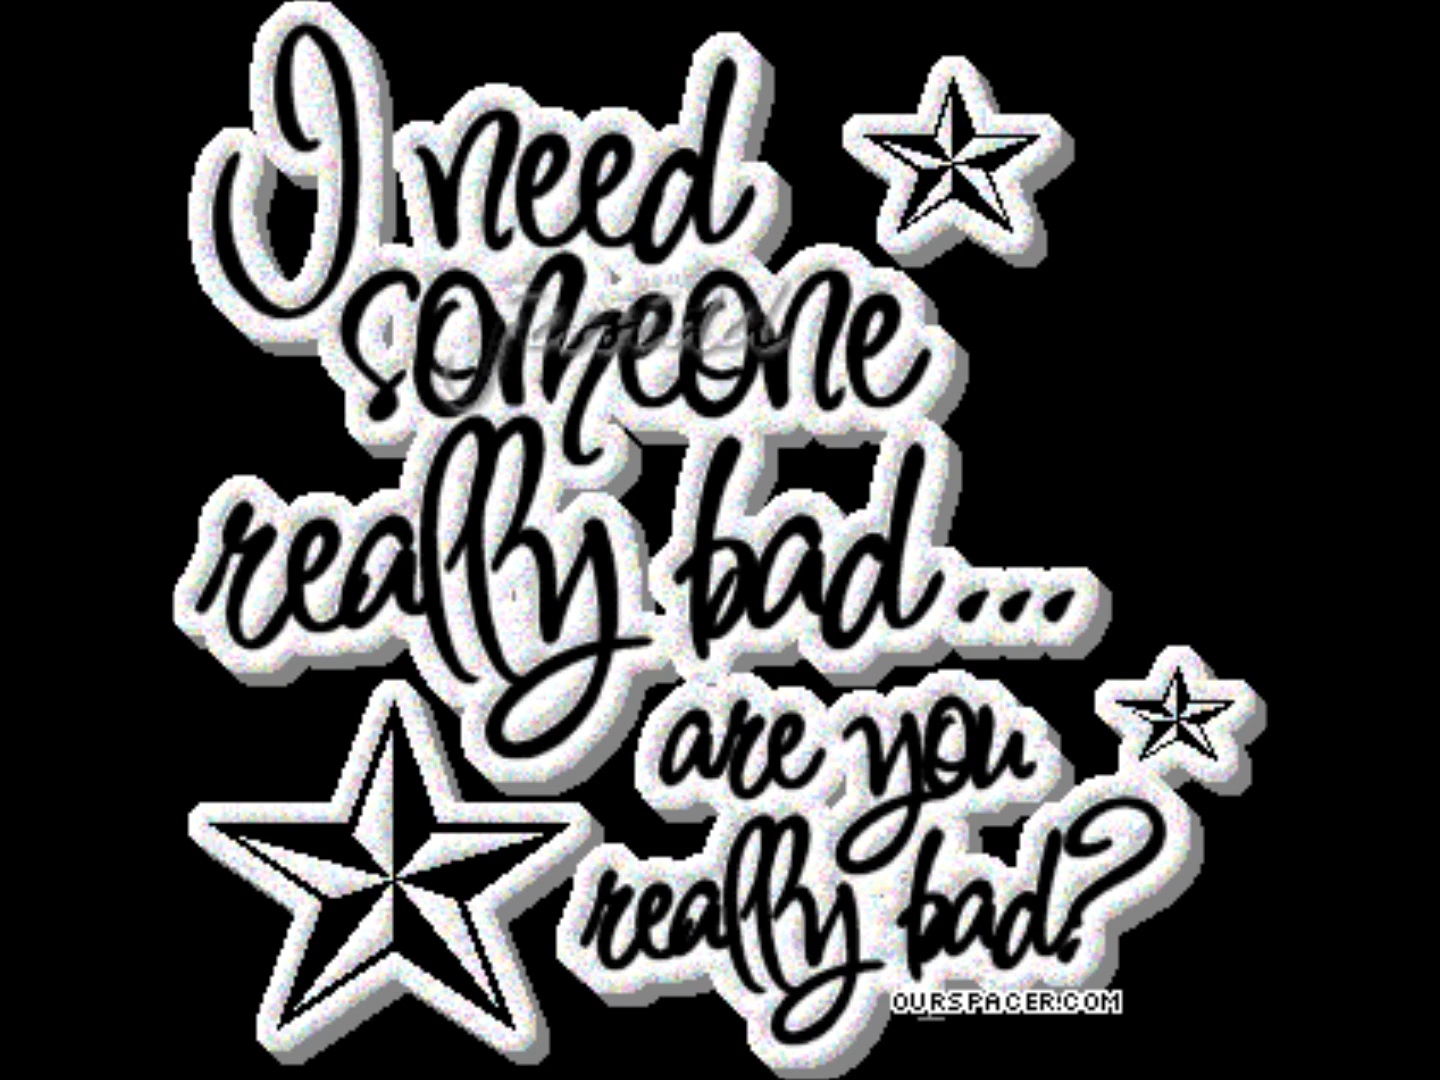 I need
someone
really bad...
are you
really bad?
OURSPACER.COM